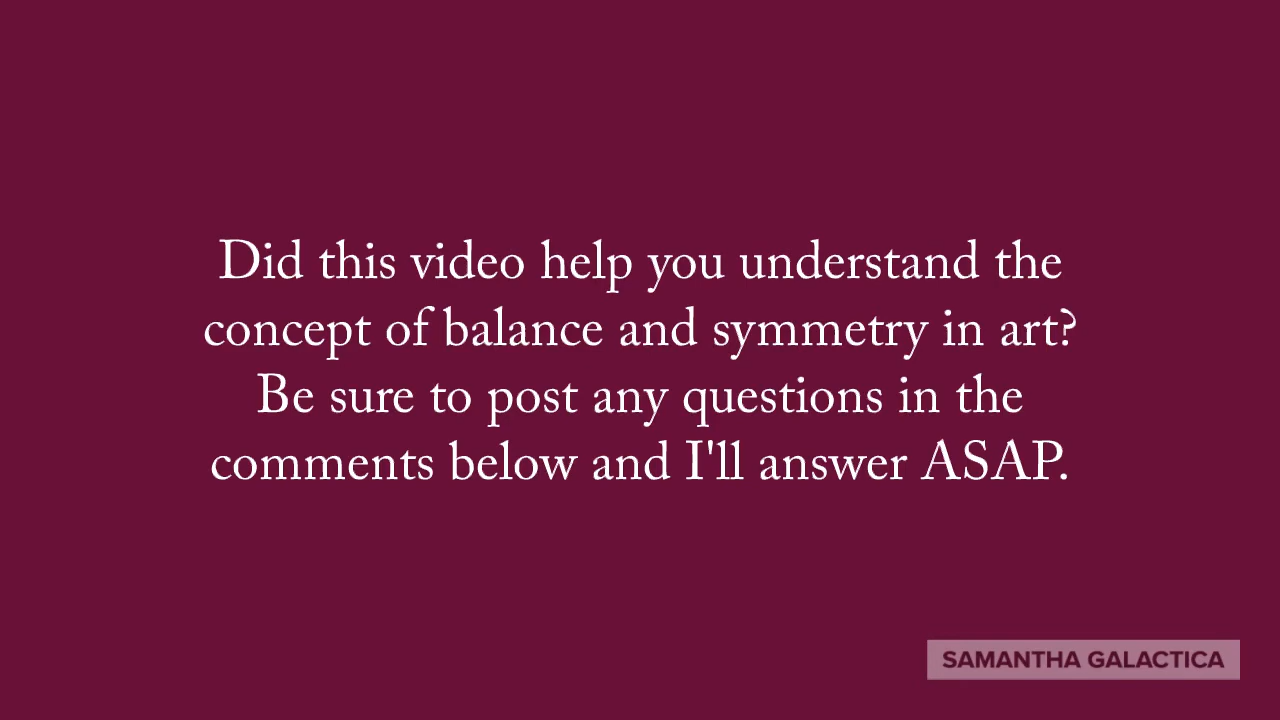 Did this video help you understand the
concept of balance and symmetry in art?
Be sure to post any questions in the
comments below and I'll answer ASAP.
SAMANTHA GALACTICA